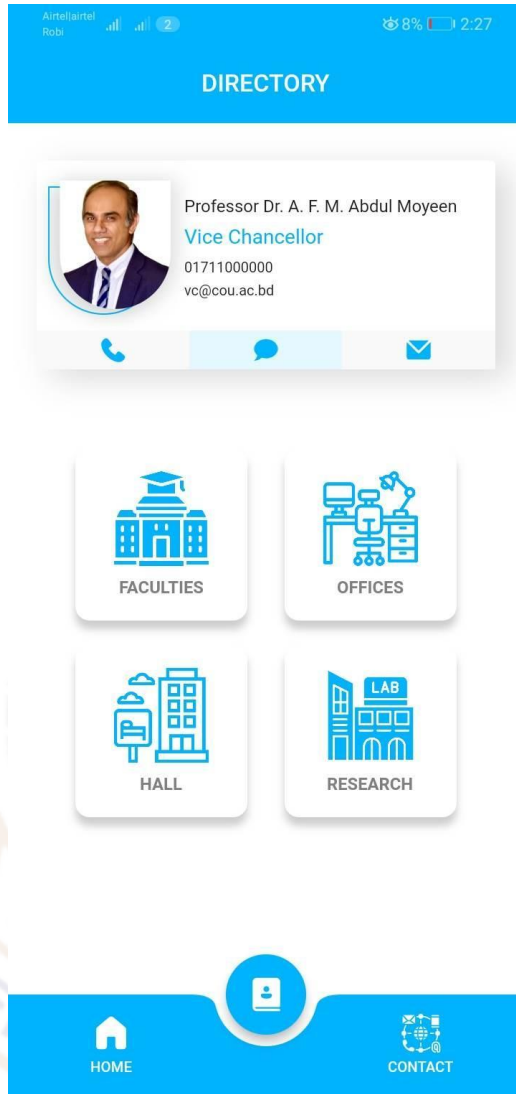 Airtel|airtel
Robi
2
8% 2:27
DIRECTORY
Professor Dr. A. F. M. Abdul Moyeen
Vice Chancellor
01711000000
vc@cou.ac.bd
FACULTIES
OFFICES
LAB
HALL
RESEARCH
HOME
CONTACT